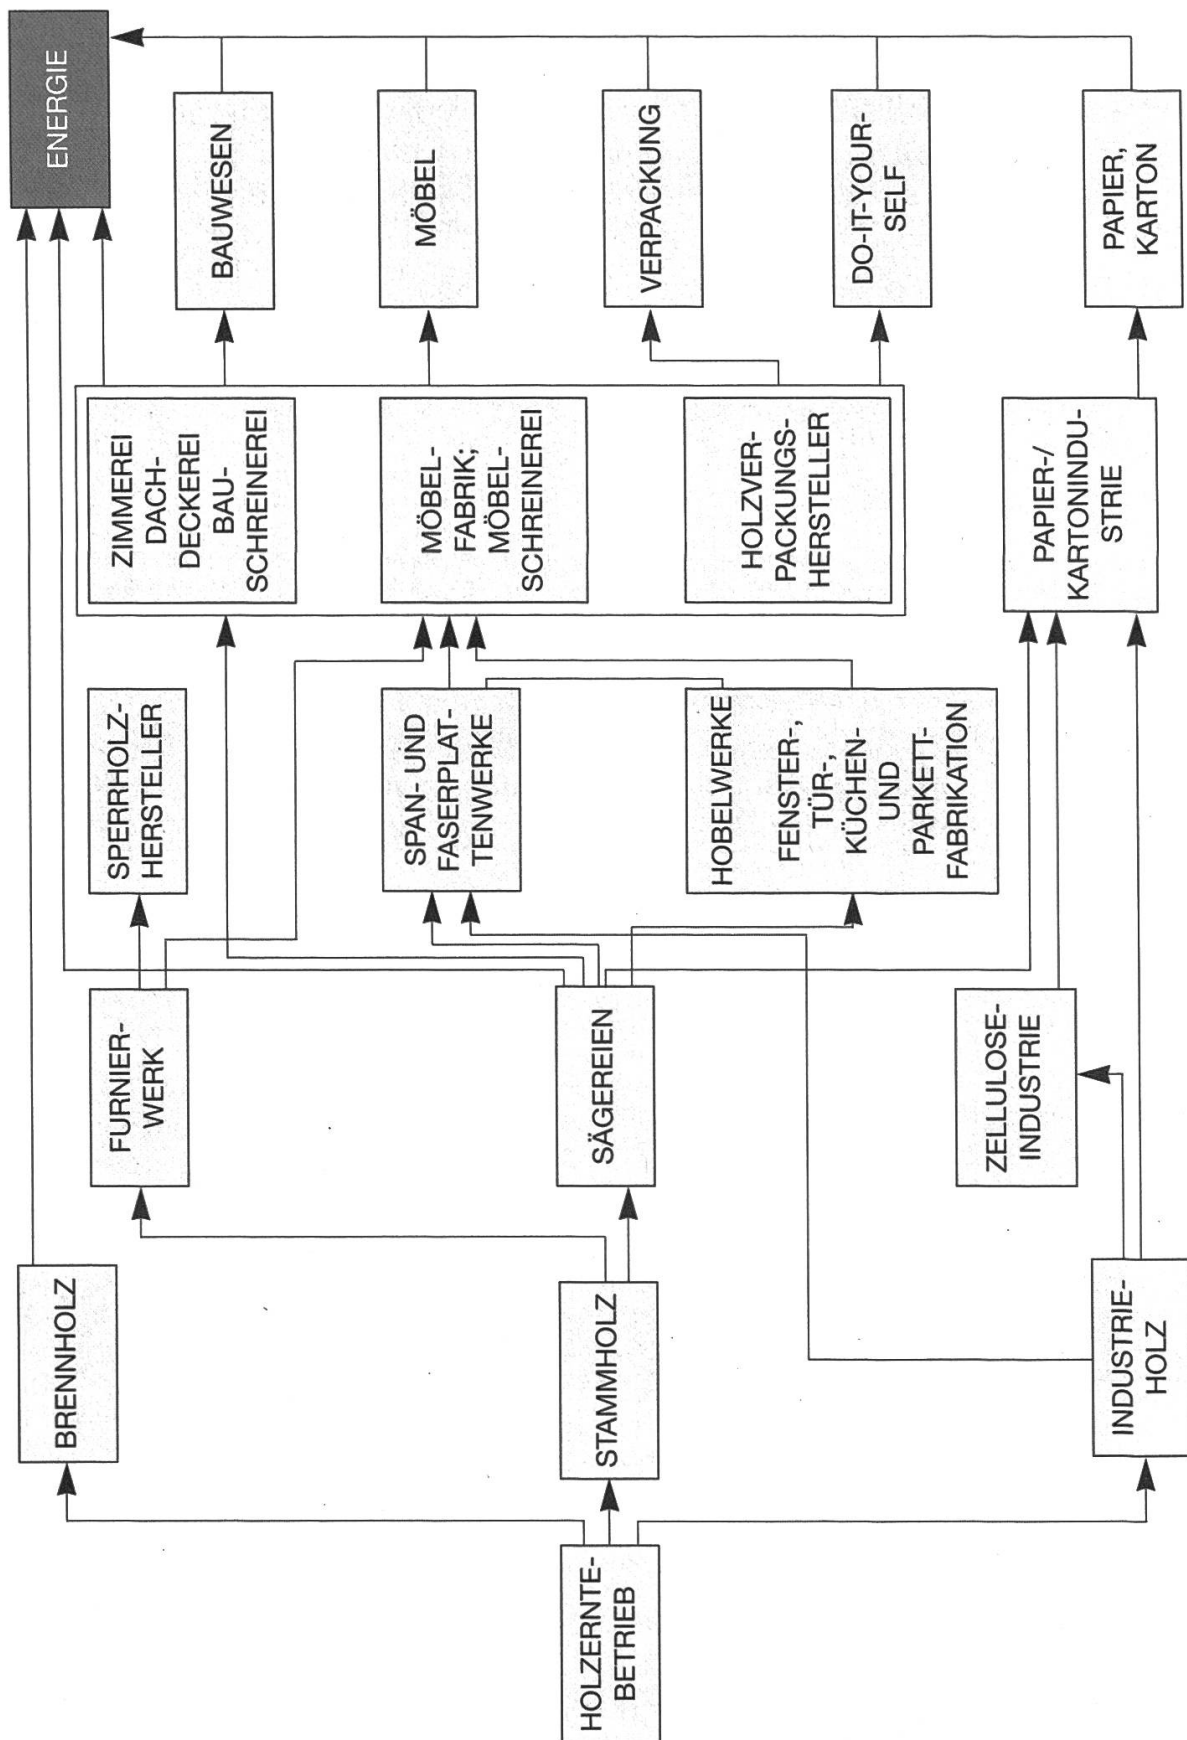 HOLZERNTE-
BETRIEB
BRENNHOLZ
STAMMHOLZ
INDUSTRIE-
HOLZ
FURNIER-
WERK
SÄGEREIEN
ZELLULOSE-
INDUSTRIE
SPERRHOLZ-
HERSTELLER
SPAN- UND
FASERPLAT-
TENWERKE
HOBELWERKE
FENSTER-,
TÜR-,
KÜCHEN-
UND
PARKETT-
FABRIKATION
ZIMMEREI
DACH-
DECKEREI
BAU-
SCHREINEREI
MÖBEL-
FABRIK;
MÖBEL-
SCHREINEREI
HOLZVER-
PACKUNGS-
HERSTELLER
PAPIER-/
KARTONINDU-
STRIE
ENERGIE
BAUWESEN
MÖBEL
VERPACKUNG
DO-IT-YOUR-
SELF
PAPIER,
KARTON